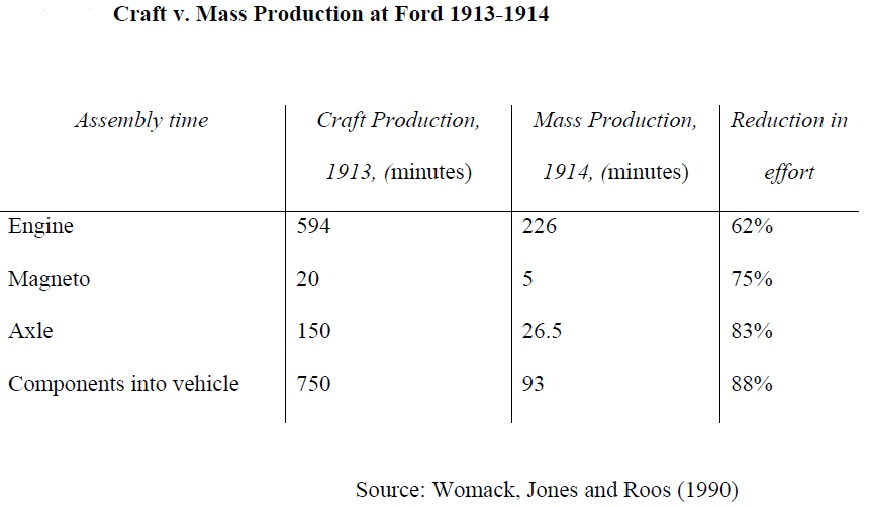 Craft v. Mass Production at Ford 1913-1914
Assembly time Craft Production, Mass Production, Reduction in
1913, (minutes) 1914, (minutes) effort
Engine 594 226 62%
Magneto 20 5 75%
Axle 150 26.5 83%
Components into vehicle 750 93 88%
Source: Womack, Jones and Roos (1990)